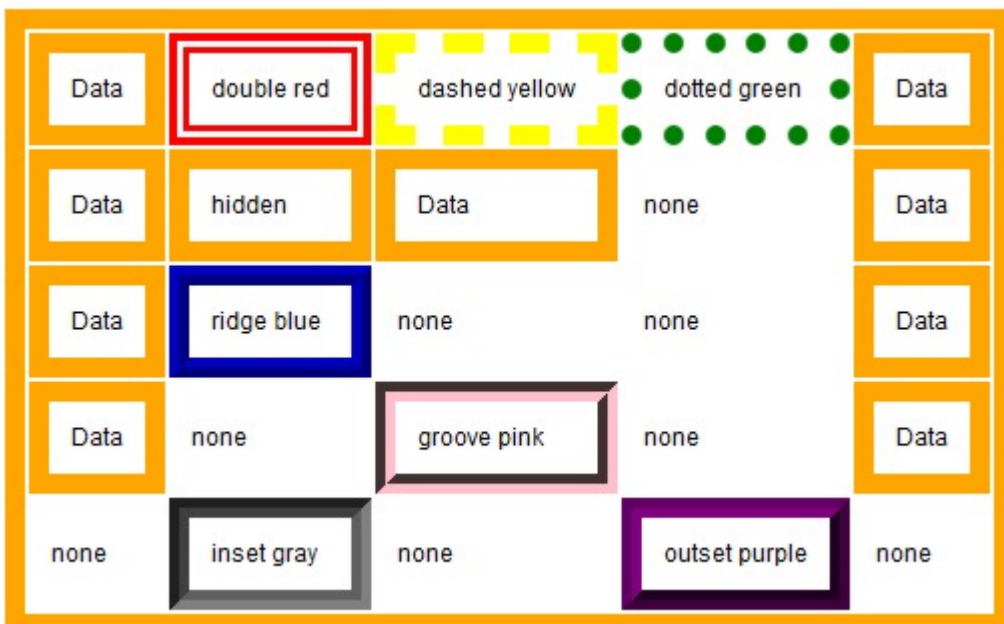 Data double red dashed yellow dotted green Data
Data hidden Data none Data
Data ridge blue none none Data
Data none groove pink none Data
none inset gray none outset purple none